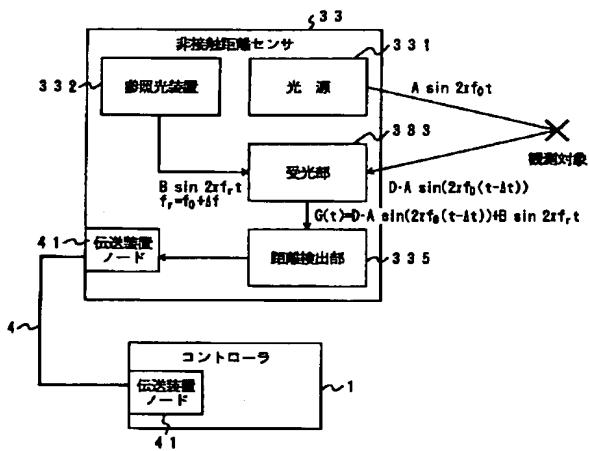 33
非接触距離センサ
331
332
参照光装置
光 源
A sin 2πf₀t
383
受光部
観測対象
B sin 2πfᵣt
fᵣ=f₀+Δf
D·A sin(2πf₀(t-Δt))
G(t)=D·A sin(2πf₀(t-Δt))+B sin 2πfᵣt
41
伝送装置
ノード
距離検出部
335
4
コントローラ
伝送装置
ノード
1
41